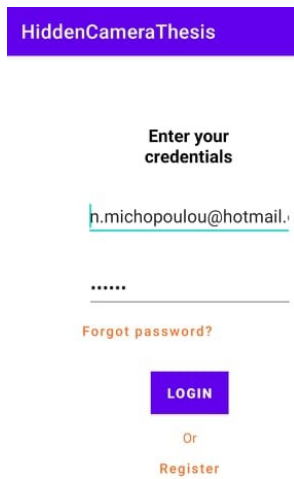 HiddenCameraThesis
Enter your
credentials
n.michopoulou@hotmail.
••••••
Forgot password?
LOGIN
Or
Register